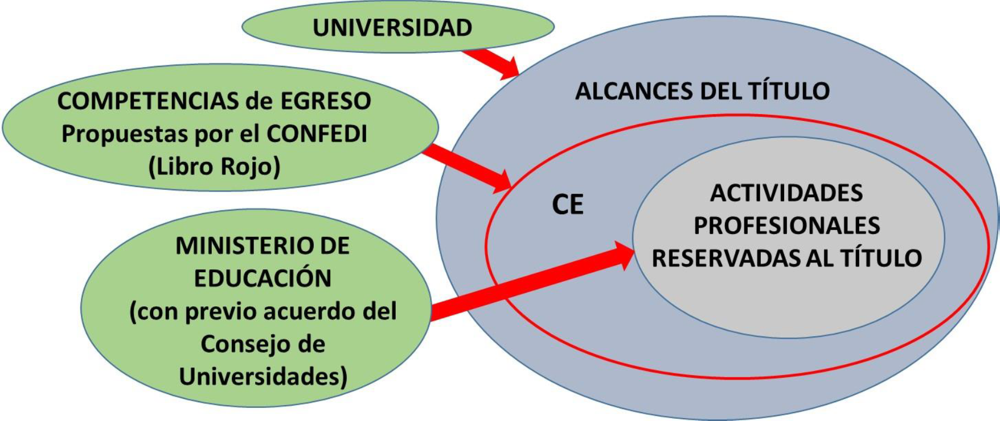 UNIVERSIDAD
COMPETENCIAS de EGRESO
Propuestas por el CONFEDI
(Libro Rojo)
MINISTERIO DE
EDUCACIÓN
(con previo acuerdo del
Consejo de
Universidades)
ALCANCES DEL TÍTULO
CE
ACTIVIDADES
PROFESIONALES
RESERVADAS AL TÍTULO